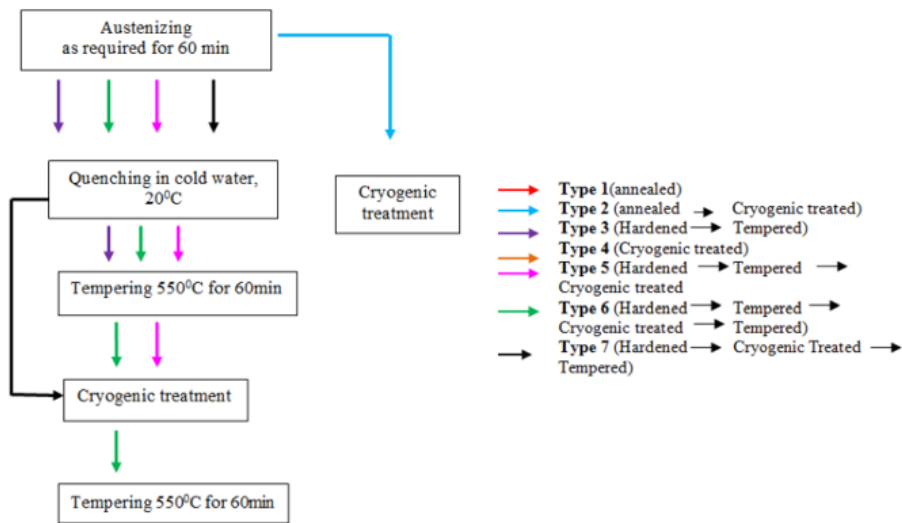 Austenizing
as required for 60 min
Quenching in cold water,
20⁰C
Cryogenic
treatment
Tempering 550⁰C for 60min
Cryogenic treatment
Tempering 550⁰C for 60min
Type 1(annealed)
Type 2 (annealed Cryogenic treated)
Type 3 (Hardened Tempered)
Type 4 (Cryogenic treated)
Type 5 (Hardened Tempered
Cryogenic treated
Type 6 (Hardened Tempered
Cryogenic treated Tempered)
Type 7 (Hardened Cryogenic Treated
Tempered)